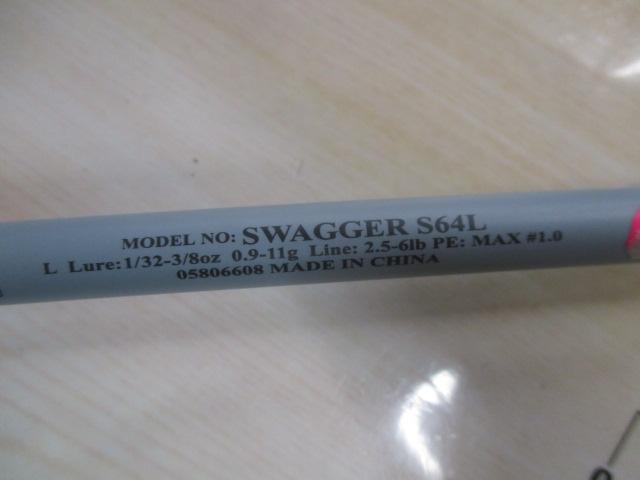 MODEL NO: SWAGGER S64L
L Lure:1/32-3/8oz 0.9-11g Line: 2.5-6lb PE: MAX #1.0
05806608 MADE IN CHINA